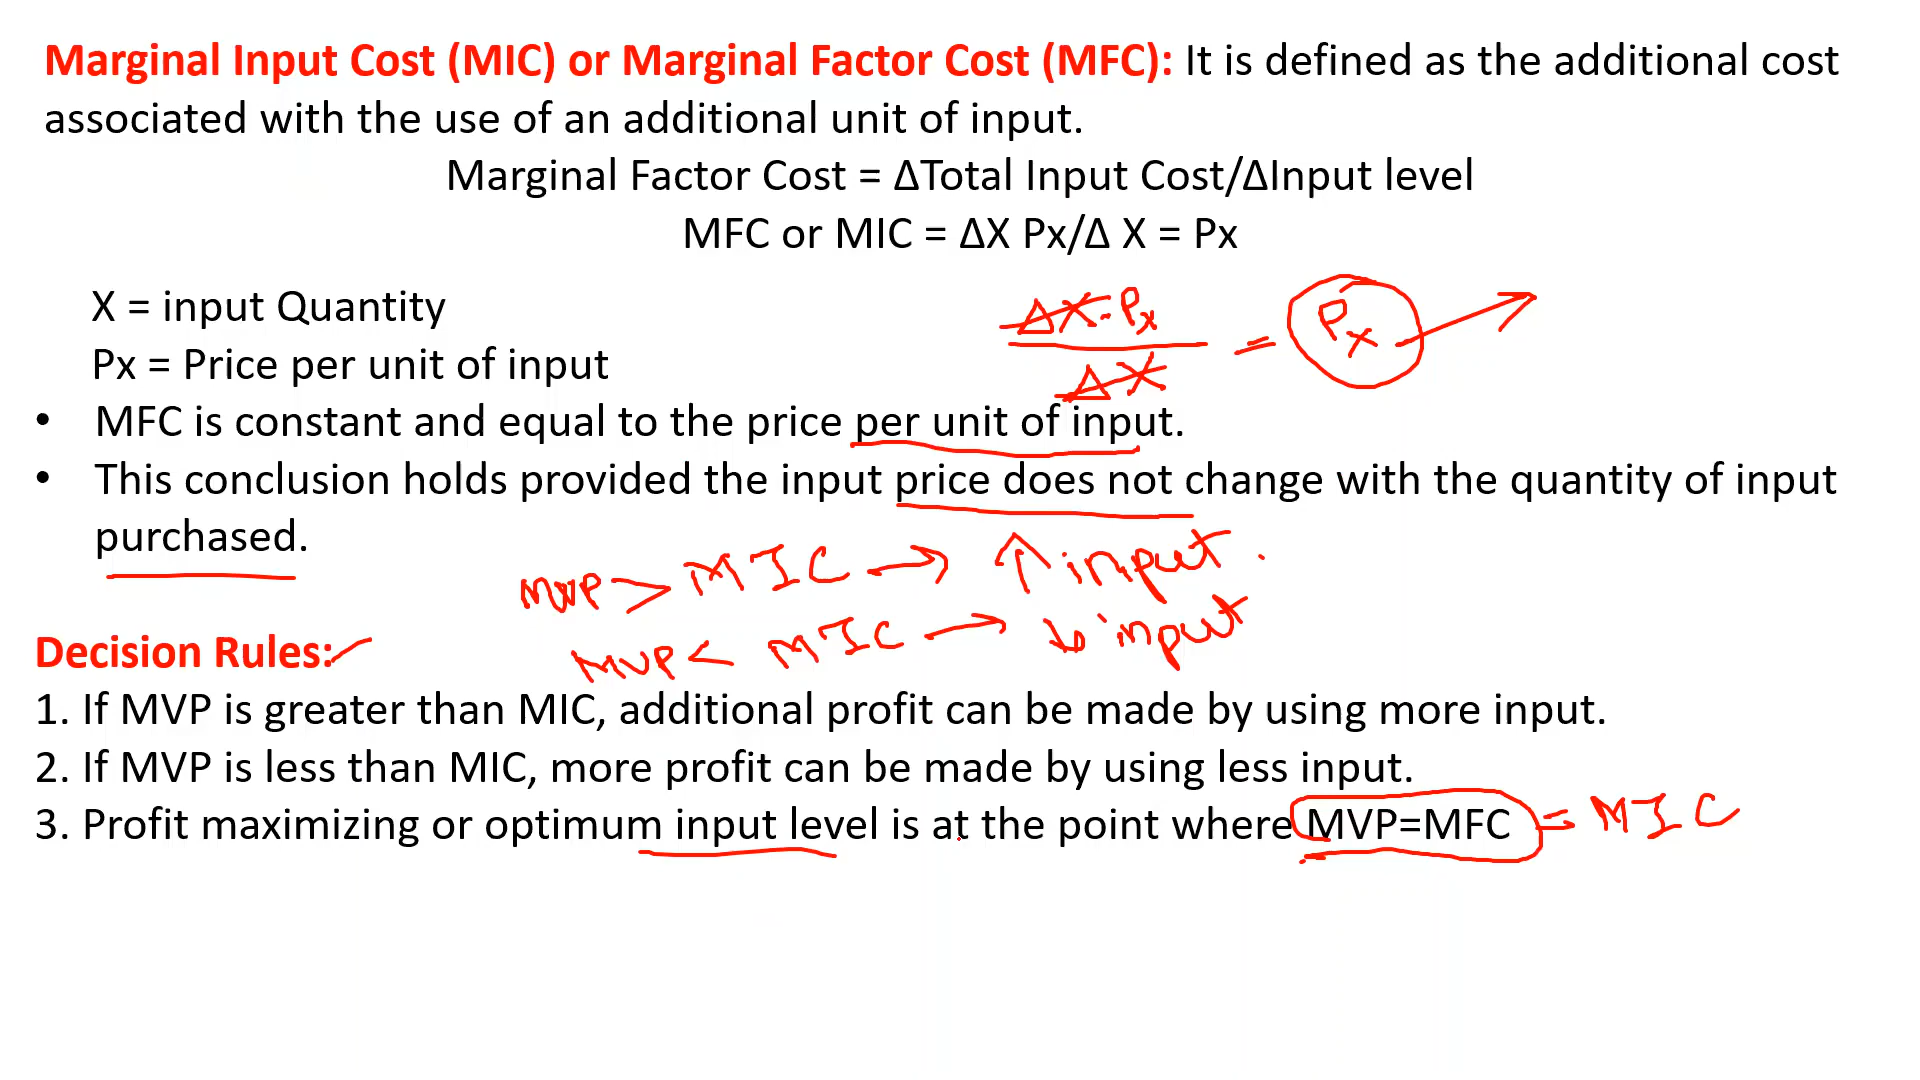 Marginal Input Cost (MIC) or Marginal Factor Cost (MFC): It is defined as the additional cost
associated with the use of an additional unit of input.
Marginal Factor Cost = ΔTotal Input Cost/ΔInput level
MFC or MIC = ΔX Px/Δ X = Px
X = input Quantity
ΔX · Px
ΔX
= Px
Px = Price per unit of input
• MFC is constant and equal to the price per unit of input.
• This conclusion holds provided the input price does not change with the quantity of input
purchased.
MVP > MIC → ↑ input.
MVP < MIC → ↓ input
Decision Rules:
1. If MVP is greater than MIC, additional profit can be made by using more input.
2. If MVP is less than MIC, more profit can be made by using less input.
3. Profit maximizing or optimum input level is at the point where MVP=MFC = MIC